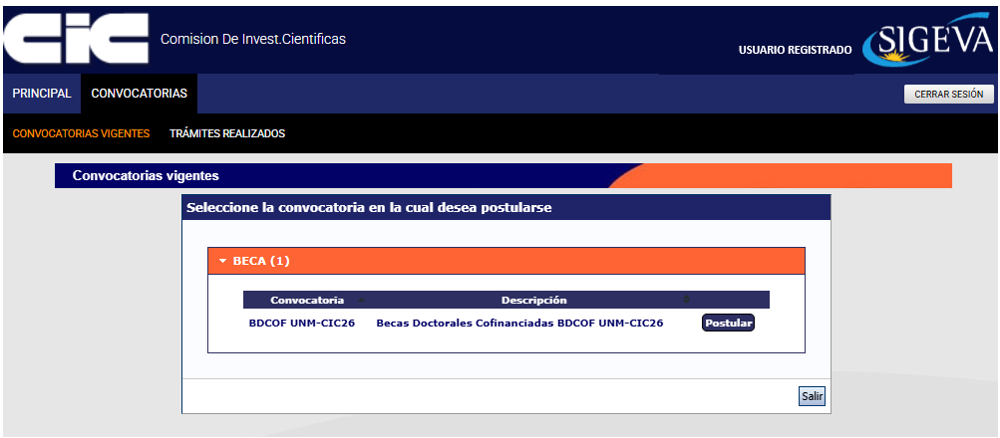 CIC Comision De Invest.Cientificas
USUARIO REGISTRADO SIGEVA
PRINCIPAL CONVOCATORIAS CERRAR SESIÓN
CONVOCATORIAS VIGENTES TRÁMITES REALIZADOS
Convocatorias vigentes
Seleccione la convocatoria en la cual desea postularse
BECA (1)
Convocatoria Descripción
BDCOF UNM-CIC26 Becas Doctorales Cofinanciadas BDCOF UNM-CIC26 Postular
Salir